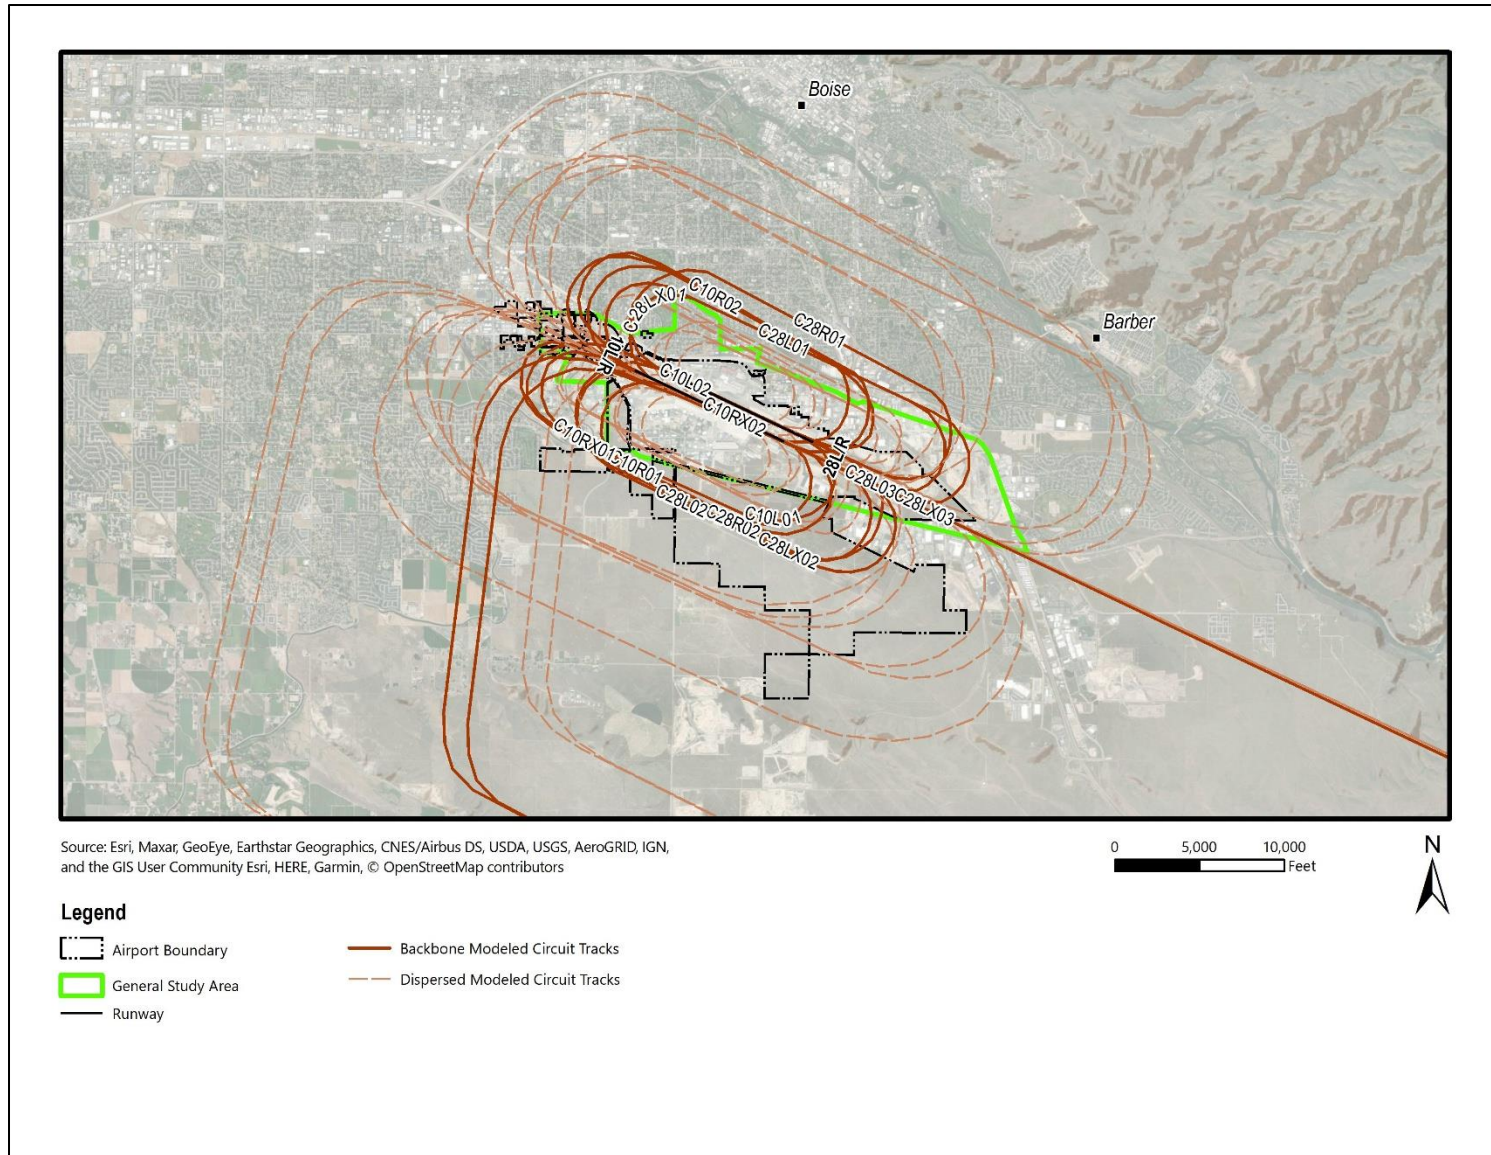 Boise
Barber
C28LX01
C10R02
C28R01
C28L01
10L/R
C10L02
C10RX02
28L/R
C10RX01
C10R01
C28L03
C28LX03
C28L02
C28R02
C10L01
C28LX02
Source: Esri, Maxar, GeoEye, Earthstar Geographics, CNES/Airbus DS, USDA, USGS, AeroGRID, IGN,
and the GIS User Community Esri, HERE, Garmin, © OpenStreetMap contributors
0 5,000 10,000
Feet
N
Legend
Airport Boundary
General Study Area
Runway
Backbone Modeled Circuit Tracks
Dispersed Modeled Circuit Tracks